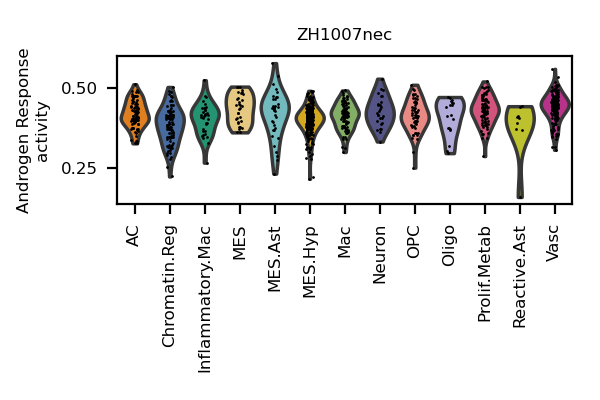 ZH1007nec
Androgen Response
activity
0.50
0.25
AC
Chromatin.Reg
Inflammatory.Mac
MES
MES.Ast
MES.Hyp
Mac
Neuron
OPC
Oligo
Prolif.Metab
Reactive.Ast
Vasc